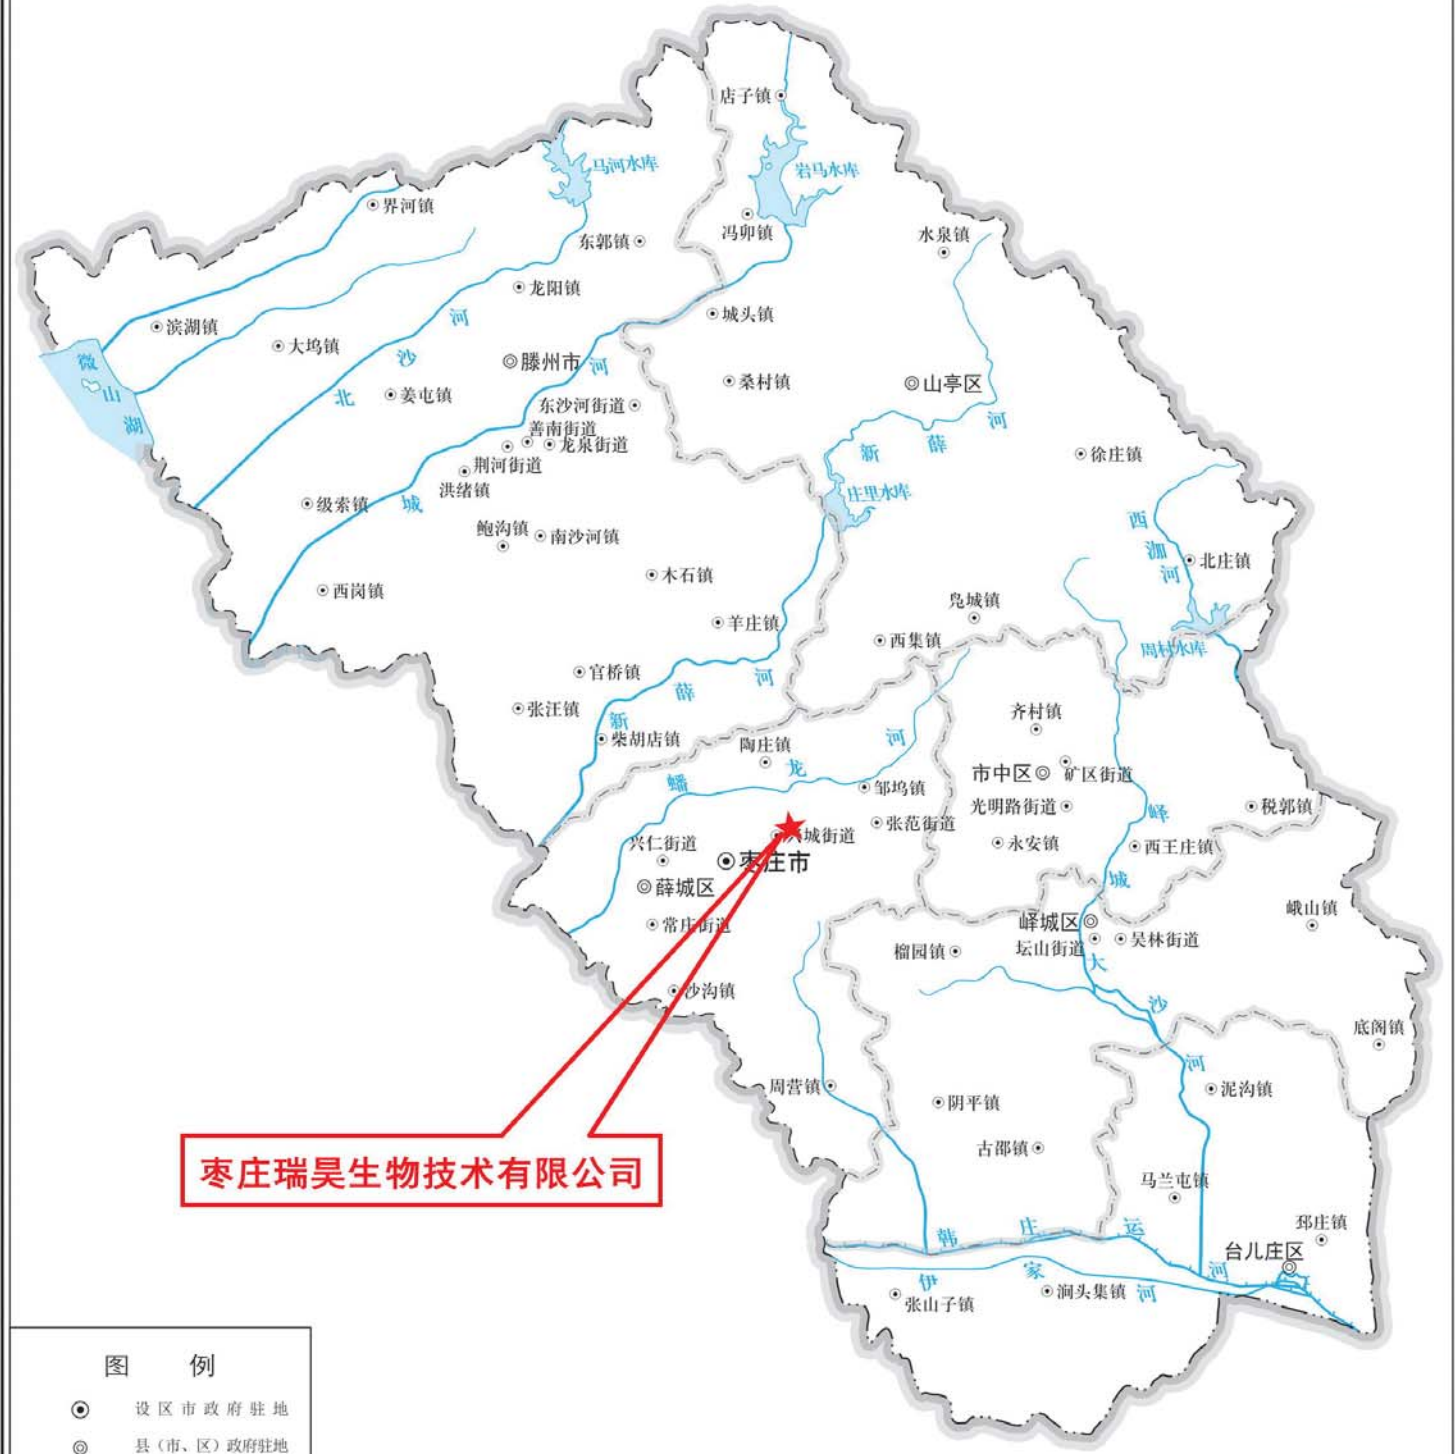 店子镇
马河水库
岩马水库
界河镇
冯卯镇
东郭镇
水泉镇
龙阳镇
滨湖镇
城头镇
河
大坞镇
沙
滕州市
河
微
山
湖
桑村镇
山亭区
北
姜屯镇
东沙河街道
善南街道
龙泉街道
新
薛
河
荆河街道
徐庄镇
洪绪镇
庄里水库
级索镇
城
西
泇
河
鲍沟镇
南沙河镇
北庄镇
木石镇
西岗镇
凫城镇
羊庄镇
西集镇
周村水库
官桥镇
薛
河
张汪镇
新
齐村镇
柴胡店镇
陶庄镇
河
龙
蟠
市中区
矿区街道
邹坞镇
光明路街道
税郭镇
峄
张范街道
城街道
兴仁街道
永安镇
西王庄镇
枣庄市
薛城区
城
峄城区
峨山镇
常庄街道
榴园镇
坛山街道
吴林街道
大
沙
河
沙沟镇
底阁镇
周营镇
阴平镇
泥沟镇
古邵镇
枣庄瑞昊生物技术有限公司
马兰屯镇
邳庄镇
韩
庄
运
河
台儿庄区
伊
家
河
张山子镇
涧头集镇
图 例
设区市政府驻地
县（市、区）政府驻地